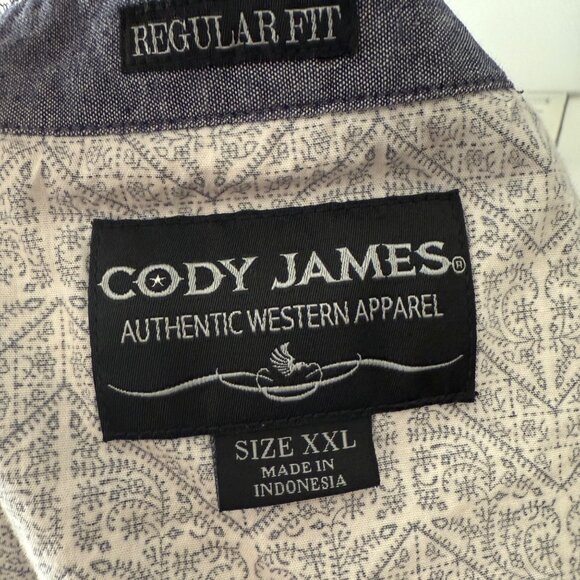 REGULAR FIT
CODY JAMES®
AUTHENTIC WESTERN APPAREL
SIZE XXL
MADE IN
INDONESIA